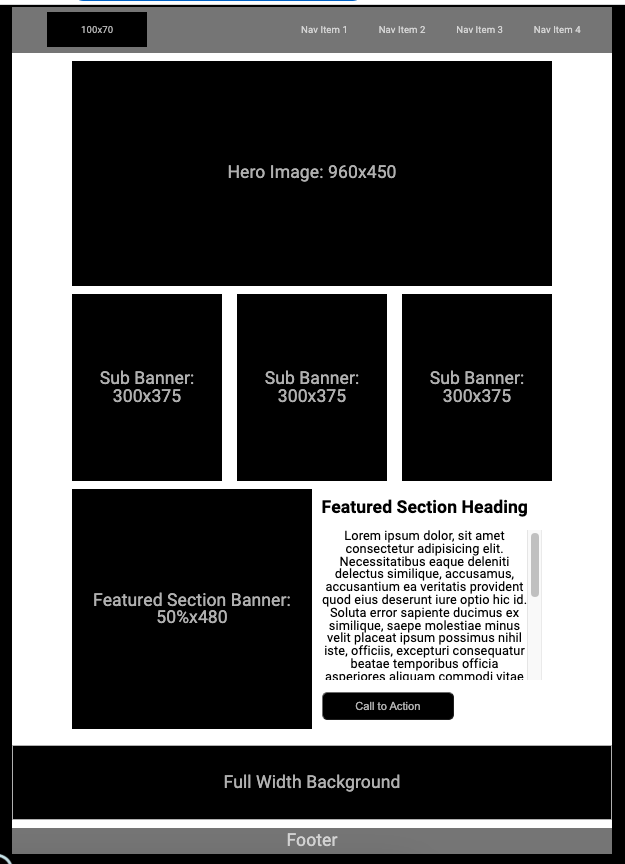 100x70
Nav Item 1
Nav Item 2
Nav Item 3
Nav Item 4
Hero Image: 960x450
Sub Banner:
300x375
Sub Banner:
300x375
Sub Banner:
300x375
Featured Section Banner:
50%x480
Featured Section Heading
Lorem ipsum dolor, sit amet
consectetur adipisicing elit.
Necessitatibus eaque deleniti
delectus similique, accusamus,
accusantium ea veritatis provident
quod eius deserunt iure optio hic id.
Soluta error sapiente ducimus ex
similique, saepe molestiae minus
velit placeat ipsum possimus nihil
iste, officiis, excepturi consequatur
beatae temporibus officia
asperiores aliquam commodi vitae
Call to Action
Full Width Background
Footer